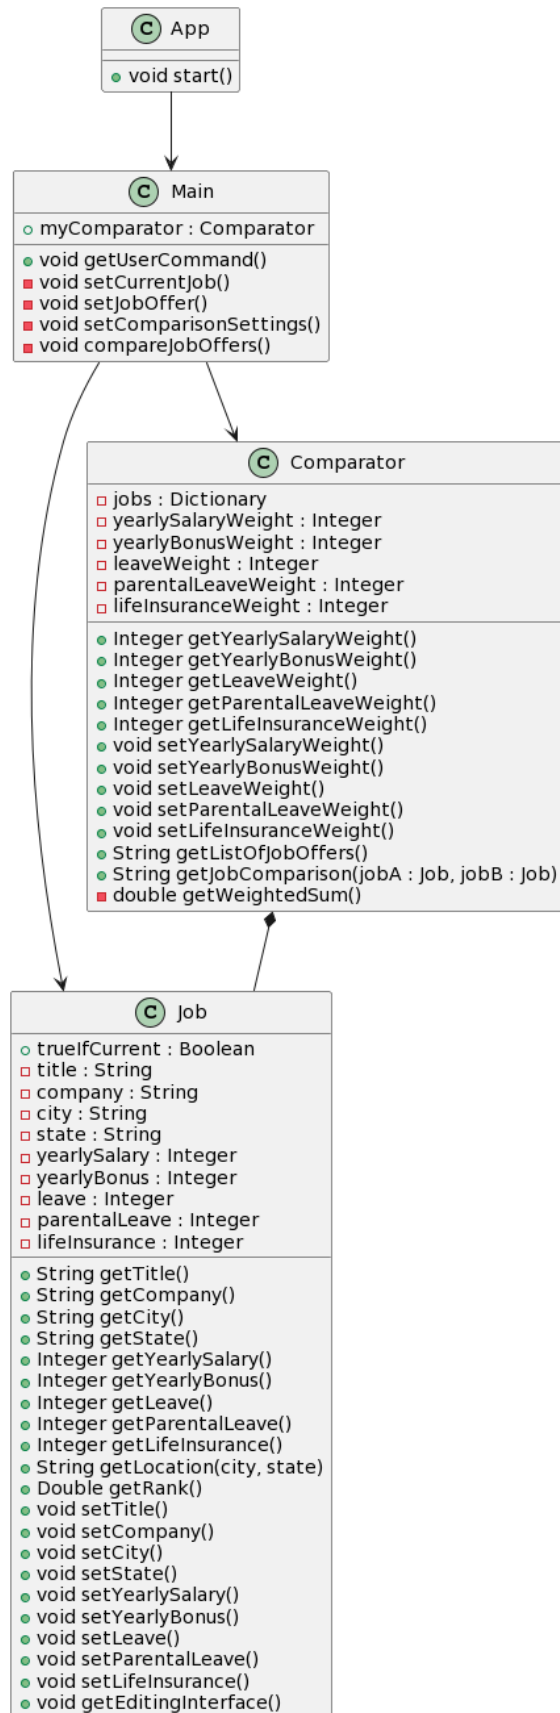 C App
void start()
C Main
myComparator : Comparator
void getUserCommand()
void setCurrentJob()
void setJobOffer()
void setComparisonSettings()
void compareJobOffers()
C Comparator
jobs : Dictionary
yearlySalaryWeight : Integer
yearlyBonusWeight : Integer
leaveWeight : Integer
parentalLeaveWeight : Integer
lifeInsuranceWeight : Integer
Integer getYearlySalaryWeight()
Integer getYearlyBonusWeight()
Integer getLeaveWeight()
Integer getParentalLeaveWeight()
Integer getLifeInsuranceWeight()
void setYearlySalaryWeight()
void setYearlyBonusWeight()
void setLeaveWeight()
void setParentalLeaveWeight()
void setLifeInsuranceWeight()
String getListOfJobOffers()
String getJobComparison(jobA : Job, jobB : Job)
double getWeightedSum()
C Job
trueIfCurrent : Boolean
title : String
company : String
city : String
state : String
yearlySalary : Integer
yearlyBonus : Integer
leave : Integer
parentalLeave : Integer
lifeInsurance : Integer
String getTitle()
String getCompany()
String getCity()
String getState()
Integer getYearlySalary()
Integer getYearlyBonus()
Integer getLeave()
Integer getParentalLeave()
Integer getLifeInsurance()
String getLocation(city, state)
Double getRank()
void setTitle()
void setCompany()
void setCity()
void setState()
void setYearlySalary()
void setYearlyBonus()
void setLeave()
void setParentalLeave()
void setLifeInsurance()
void getEditingInterface()